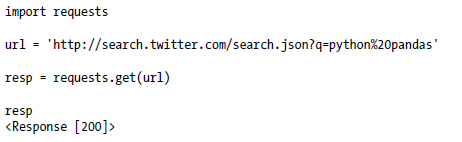 import requests
url = 'http://search.twitter.com/search.json?q=python%20pandas'
resp = requests.get(url)
resp
<Response [200]>